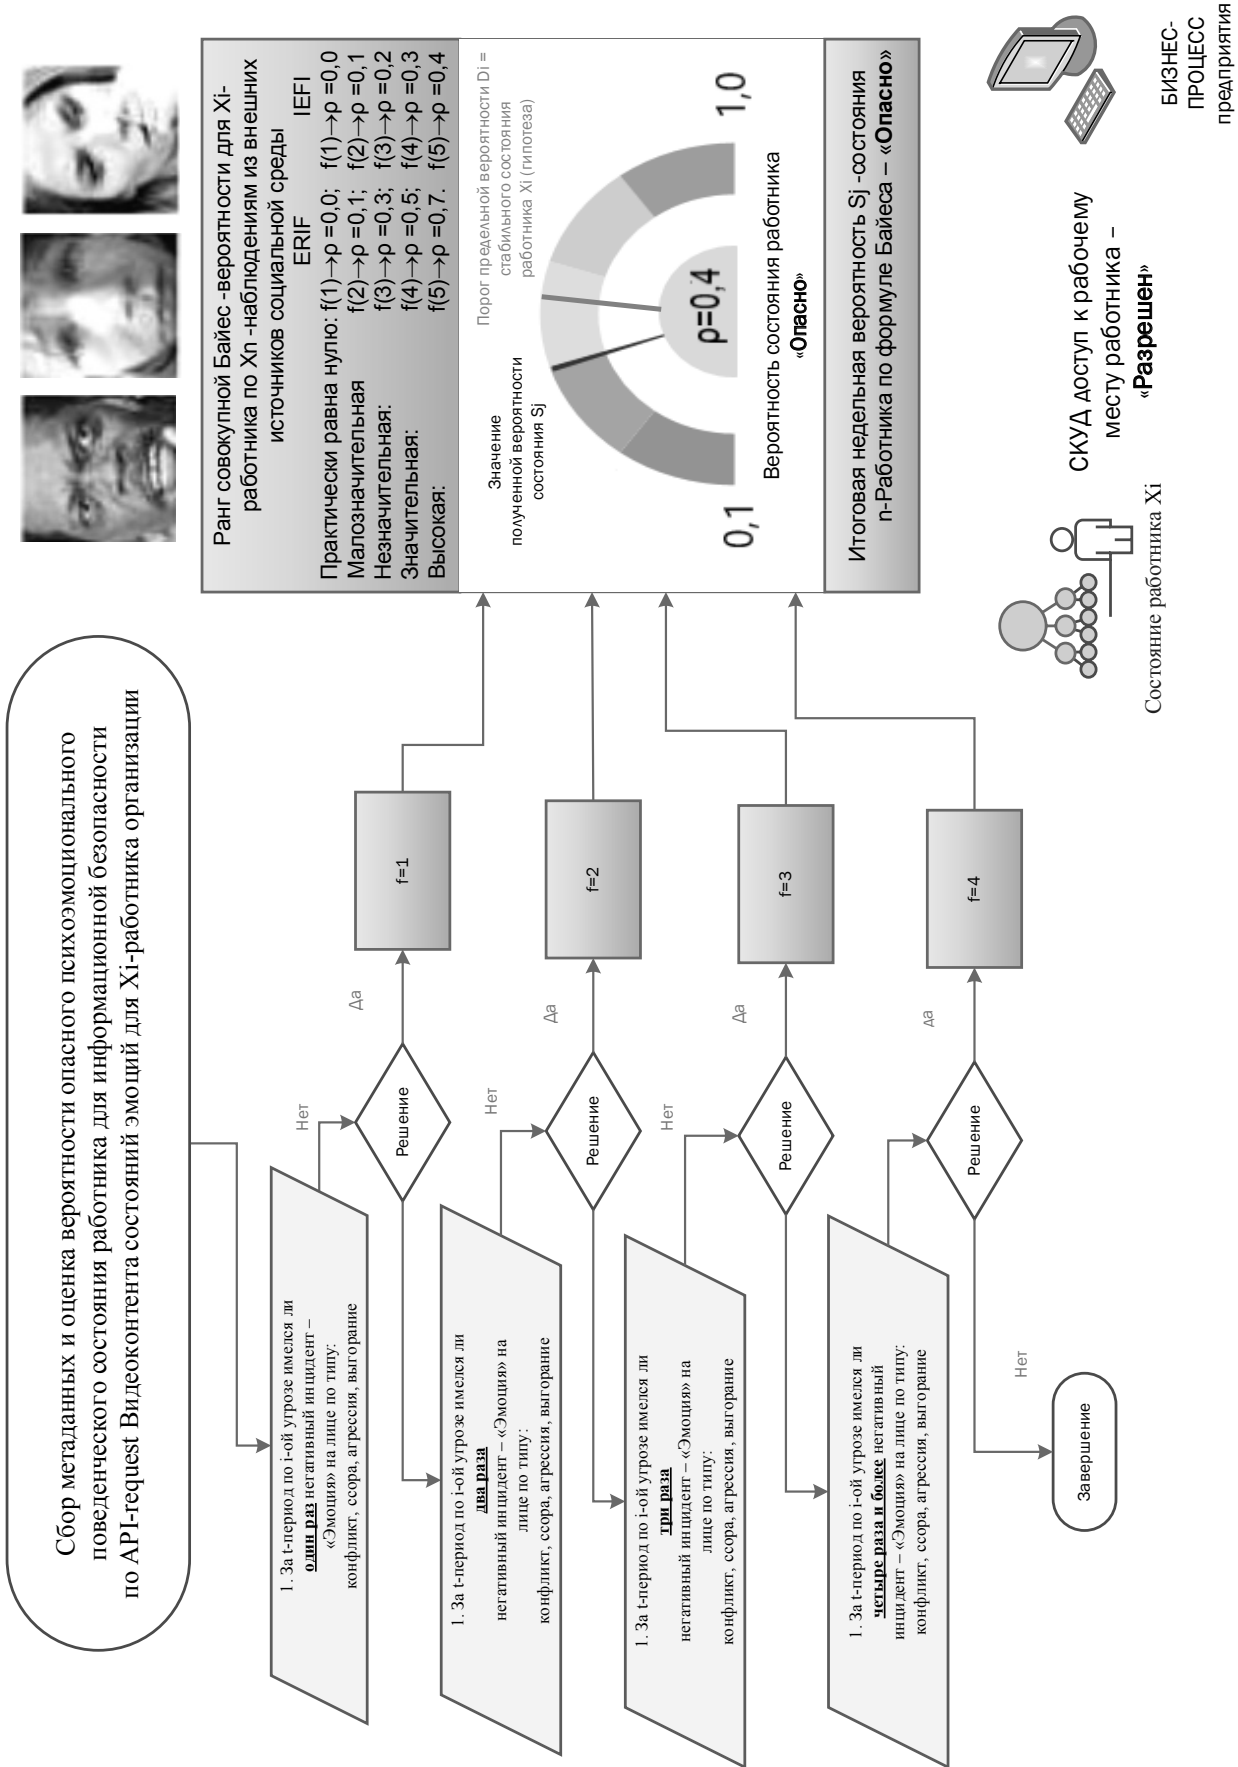 Сбор метаданных и оценка вероятности опасного психоэмоционального
поведенческого состояния работника для информационной безопасности
по API-request Видеоконтента состояний эмоций для Xi-работника организации
1. За t-период по i-ой угрозе имелся ли
один раз негативный инцидент –
«Эмоция» на лице по типу:
конфликт, ссора, агрессия, выгорание
Нет
Решение
Да
f=1
1. За t-период по i-ой угрозе имелся ли
два раза
негативный инцидент – «Эмоция» на
лице по типу:
конфликт, ссора, агрессия, выгорание
Нет
Решение
Да
f=2
1. За t-период по i-ой угрозе имелся ли
три раза
негативный инцидент – «Эмоция» на
лице по типу:
конфликт, ссора, агрессия, выгорание
Нет
Решение
Да
f=3
1. За t-период по i-ой угрозе имелся ли
четыре раза и более негативный
инцидент – «Эмоция» на лице по типу:
конфликт, ссора, агрессия, выгорание
Решение
да
f=4
Нет
Завершение
Ранг совокупной Байес -вероятности для Xi-
работника по Xn -наблюдениям из внешних
источников социальной среды
ERIF IEFI
Практически равна нулю: f(1)→ρ =0,0; f(1)→ρ =0,0
Малозначительная f(2)→ρ =0,1; f(2)→ρ =0,1
Незначительная: f(3)→ρ =0,3; f(3)→ρ =0,2
Значительная: f(4)→ρ =0,5; f(4)→ρ =0,3
Высокая: f(5)→ρ =0,7. f(5)→ρ =0,4
Порог предельной вероятности Di =
стабильного состояния
работника Xi (гипотеза)
Значение
полученной вероятности
состояния Sj
0,1
ρ=0,4
1,0
Вероятность состояния работника
«Опасно»
Итоговая недельная вероятность Sj -состояния
n-Работника по формуле Байеса – «Опасно»
Состояние работника Xi
СКУД доступ к рабочему
месту работника –
«Разрешен»
БИЗНЕС-
ПРОЦЕСС
предприятия